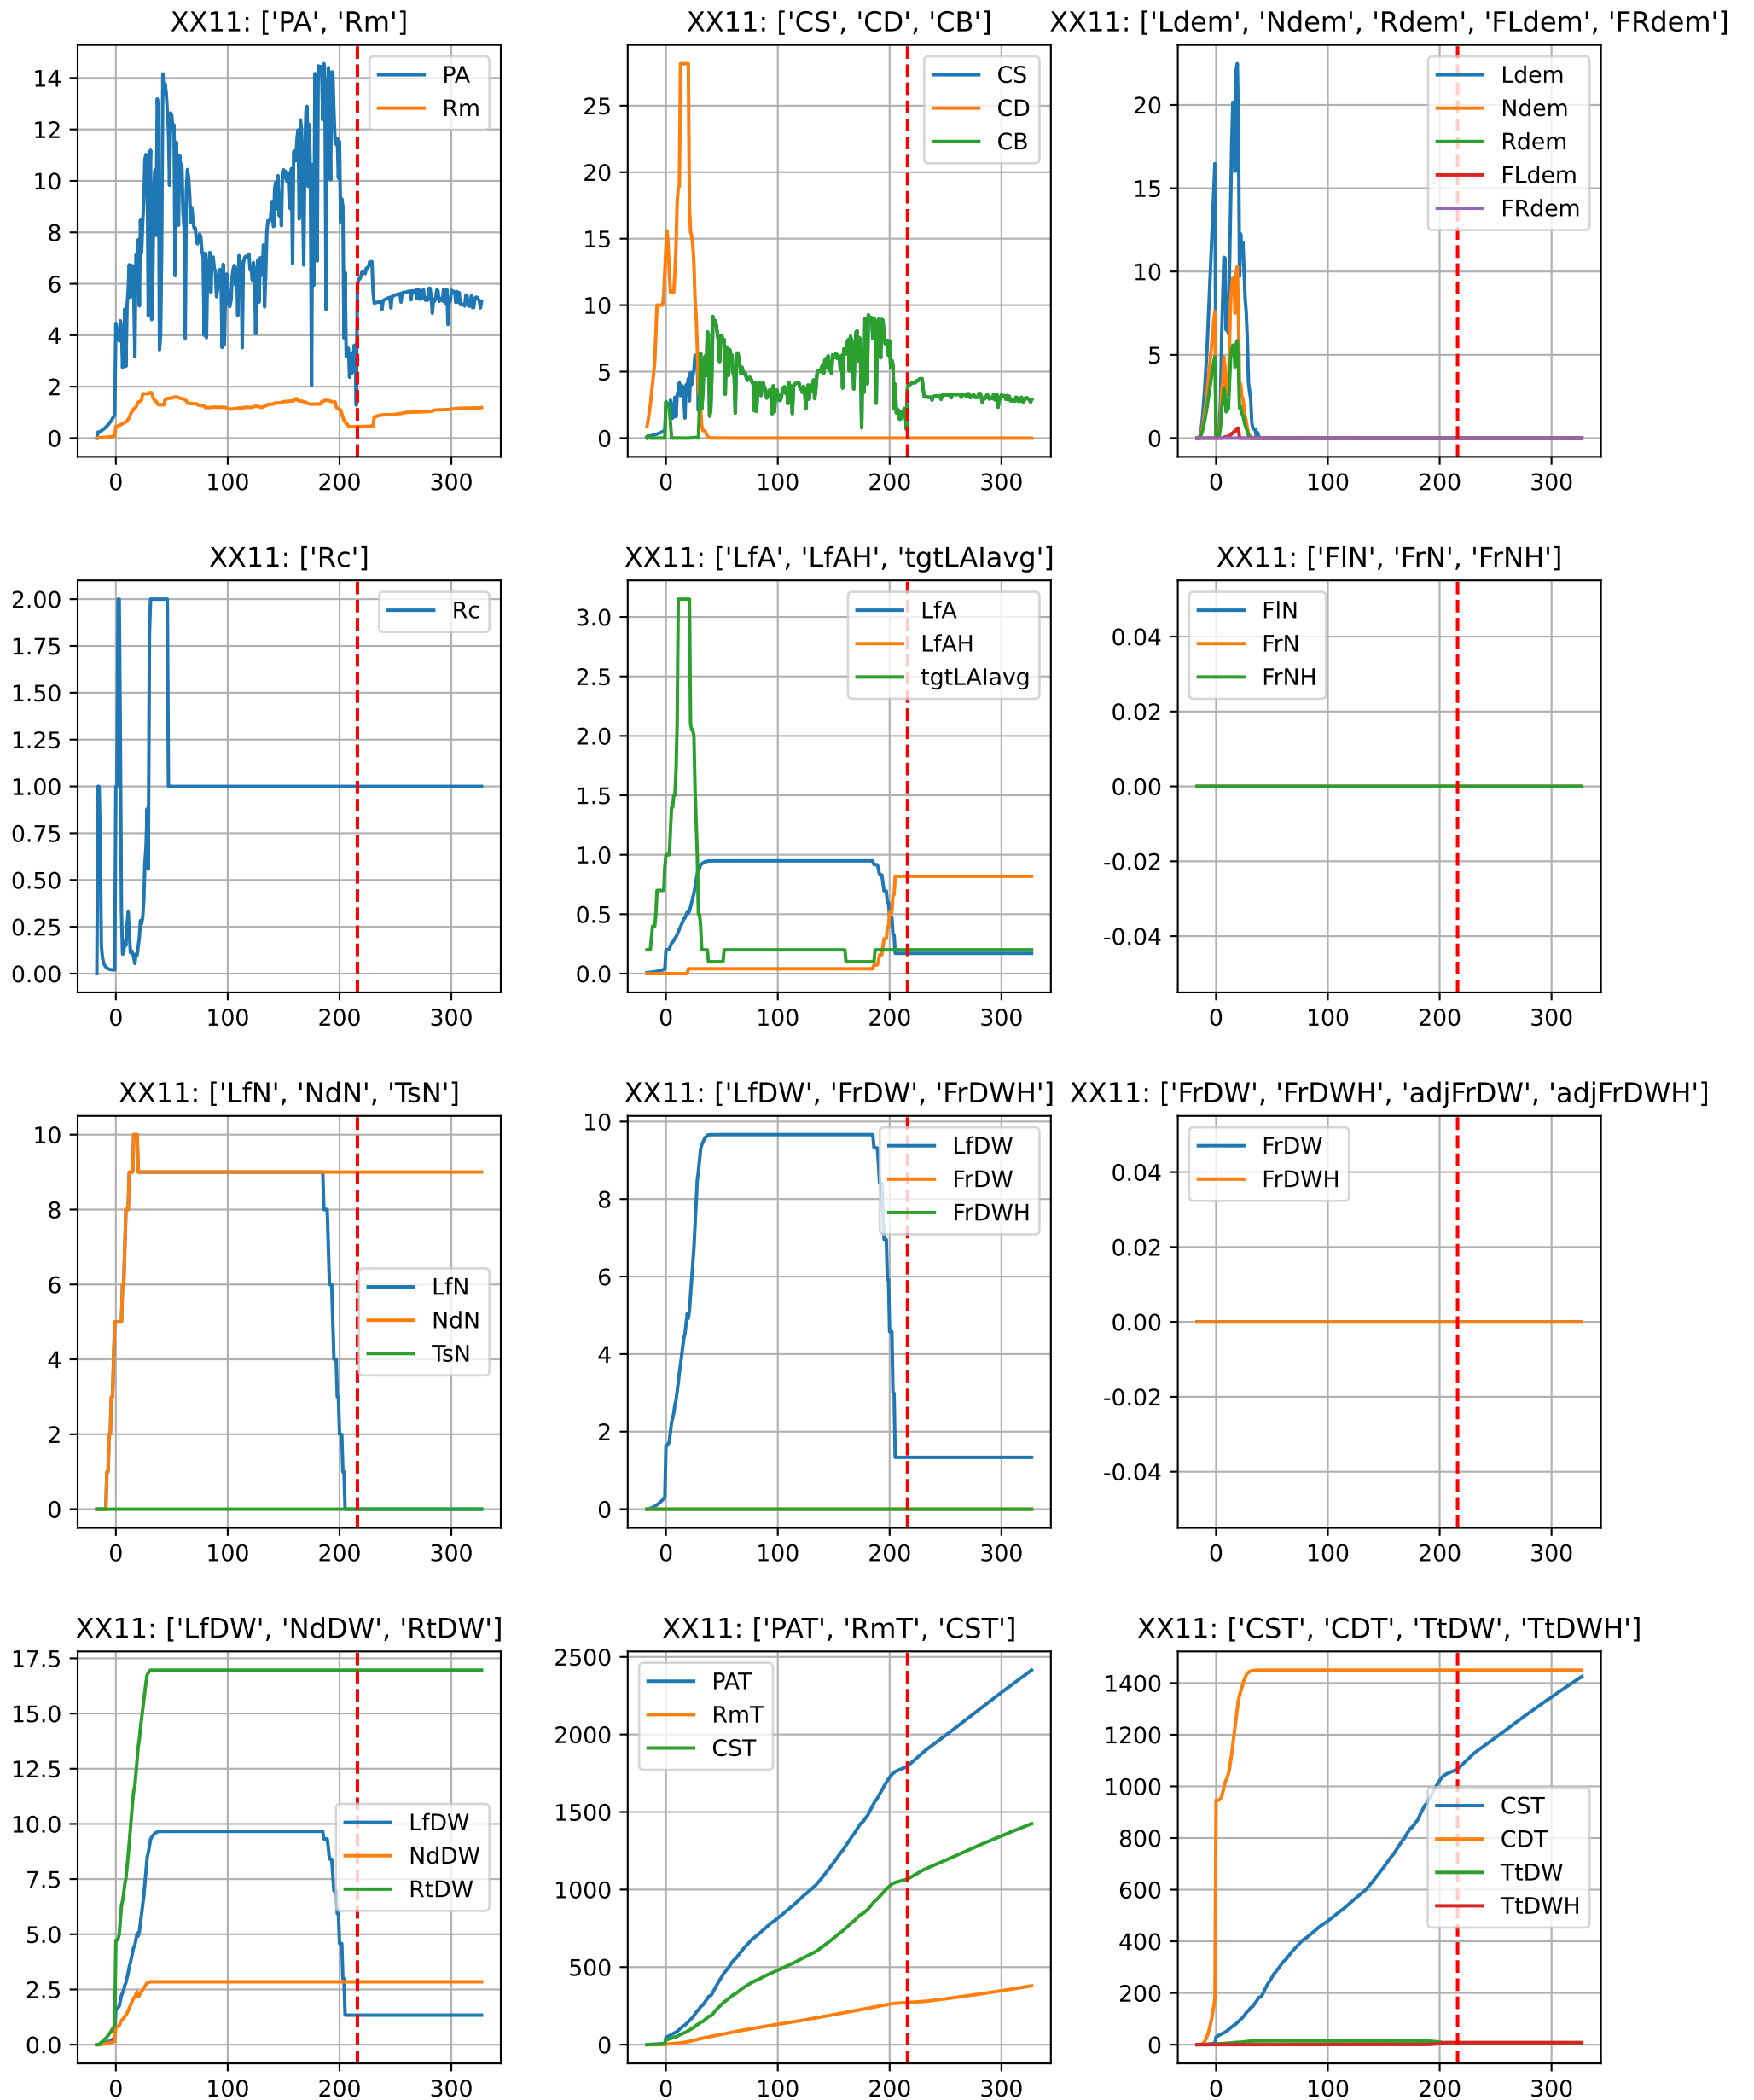 XX11: ['PA', 'Rm']
14
12
10
8
6
4
2
0
0 100 200 300
PA
Rm
XX11: ['CS', 'CD', 'CB']
25
20
15
10
5
0
0 100 200 300
CS
CD
CB
XX11: ['Ldem', 'Ndem', 'Rdem', 'FLdem', 'FRdem']
20
15
10
5
0
0 100 200 300
Ldem
Ndem
Rdem
FLdem
FRdem
XX11: ['Rc']
2.00
1.75
1.50
1.25
1.00
0.75
0.50
0.25
0.00
0 100 200 300
Rc
XX11: ['LfA', 'LfAH', 'tgtLAIavg']
3.0
2.5
2.0
1.5
1.0
0.5
0.0
0 100 200 300
LfA
LfAH
tgtLAIavg
XX11: ['FlN', 'FrN', 'FrNH']
0.04
0.02
0.00
-0.02
-0.04
0 100 200 300
FlN
FrN
FrNH
XX11: ['LfN', 'NdN', 'TsN']
10
8
6
4
2
0
0 100 200 300
LfN
NdN
TsN
XX11: ['LfDW', 'FrDW', 'FrDWH']
10
8
6
4
2
0
0 100 200 300
LfDW
FrDW
FrDWH
XX11: ['FrDW', 'FrDWH', 'adjFrDW', 'adjFrDWH']
0.04
0.02
0.00
-0.02
-0.04
0 100 200 300
FrDW
FrDWH
XX11: ['LfDW', 'NdDW', 'RtDW']
17.5
15.0
12.5
10.0
7.5
5.0
2.5
0.0
0 100 200 300
LfDW
NdDW
RtDW
XX11: ['PAT', 'RmT', 'CST']
2500
2000
1500
1000
500
0
0 100 200 300
PAT
RmT
CST
XX11: ['CST', 'CDT', 'TtDW', 'TtDWH']
1400
1200
1000
800
600
400
200
0
0 100 200 300
CST
CDT
TtDW
TtDWH